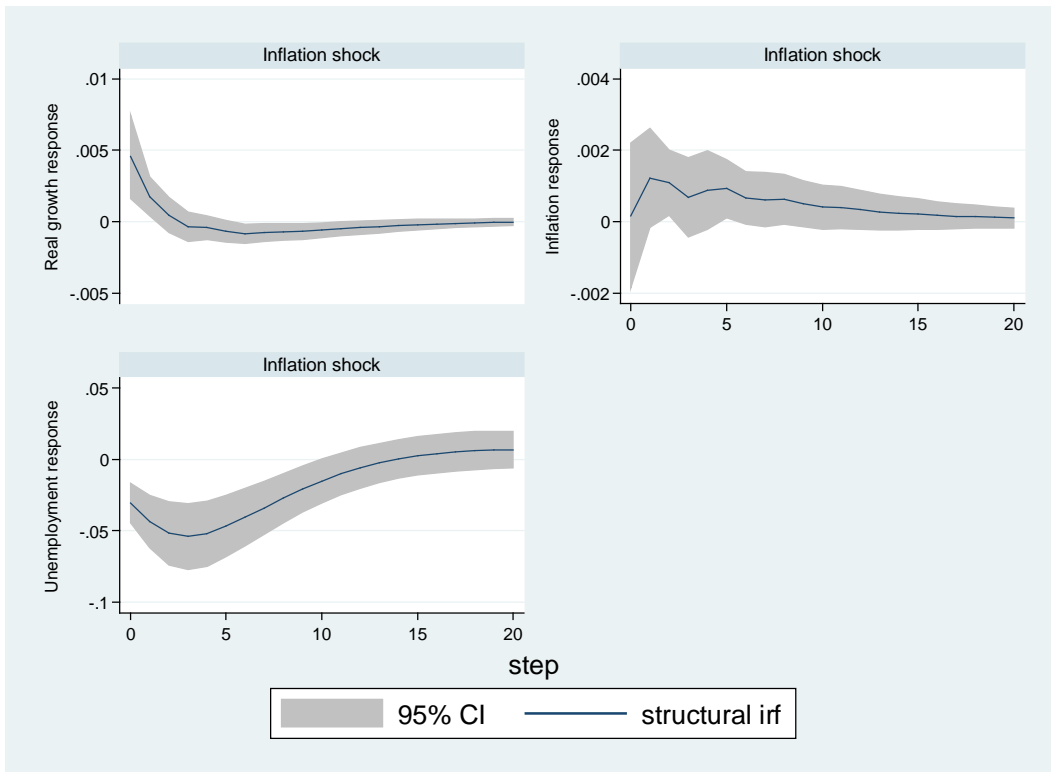 Inflation shock
Real growth response
.01
.005
0
-.005
Inflation shock
Inflation response
.004
.002
0
-.002
0 5 10 15 20
Inflation shock
Unemployment response
.05
0
-.05
-.1
0 5 10 15 20
step
95% CI structural irf